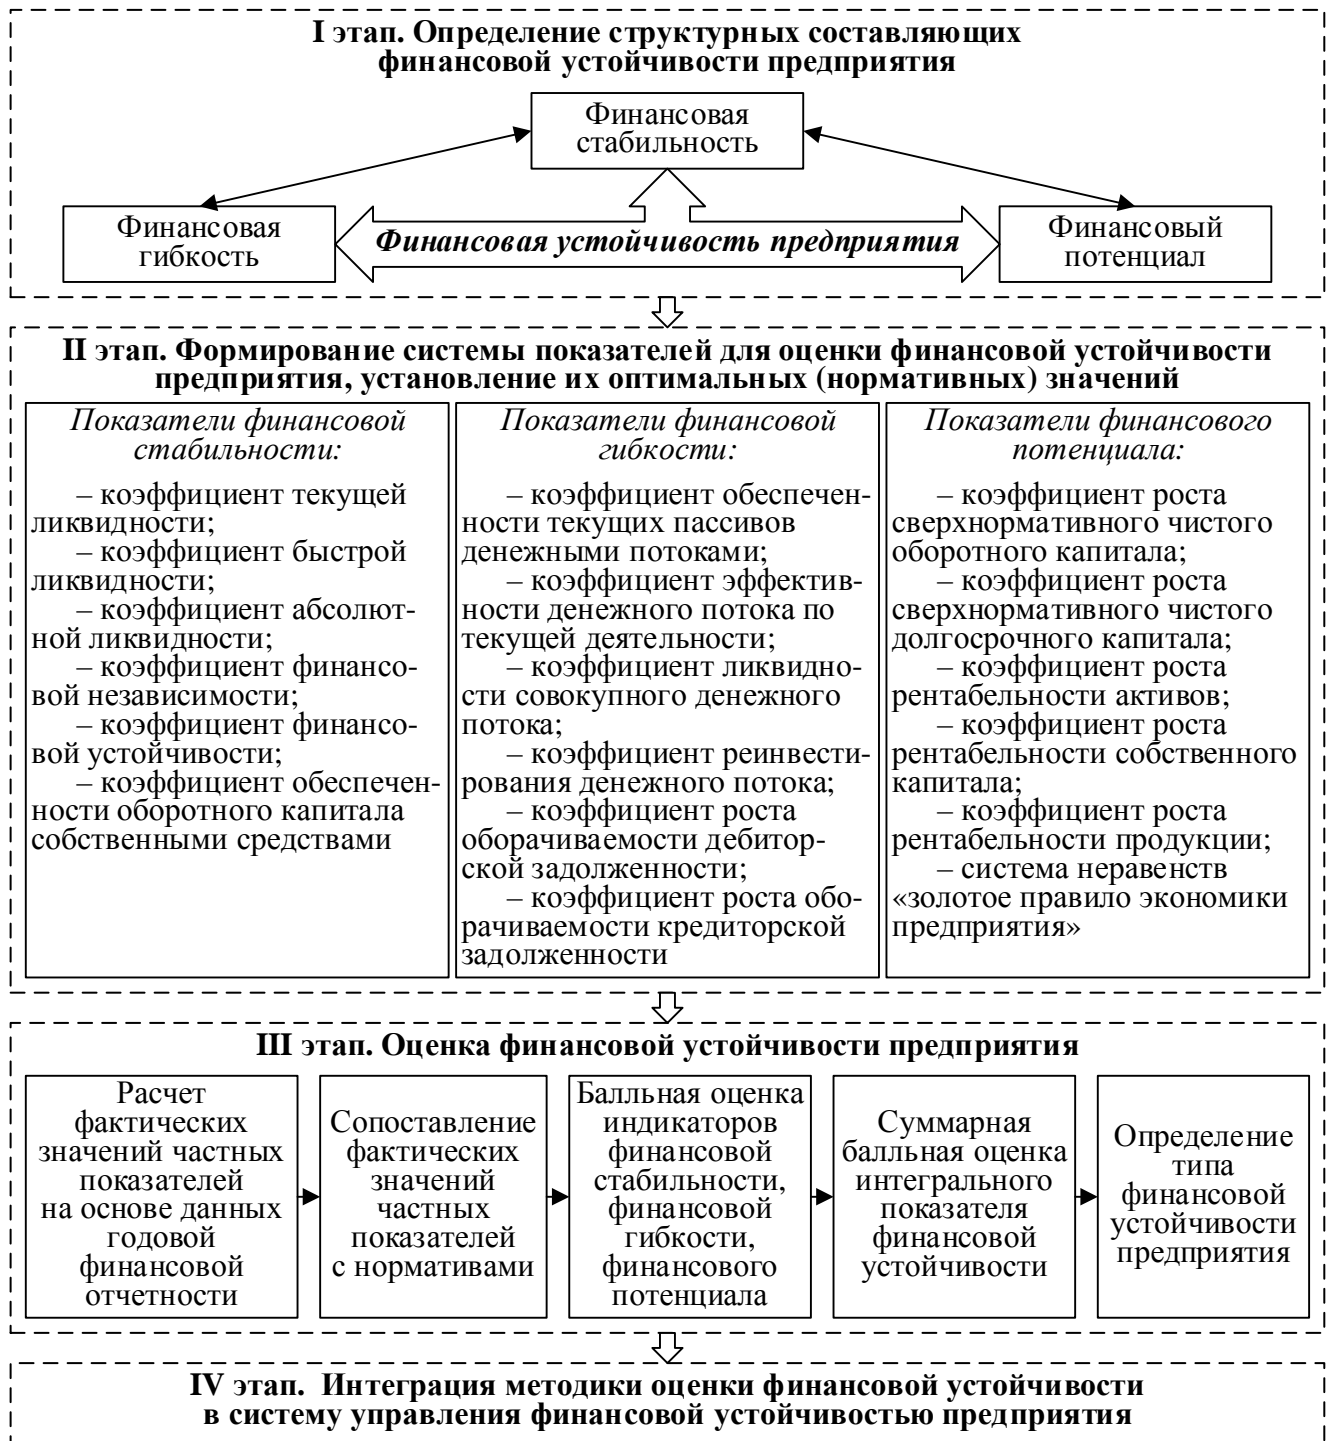 I этап. Определение структурных составляющих
финансовой устойчивости предприятия
Финансовая
стабильность
Финансовая
гибкость
Финансовая устойчивость предприятия
Финансовый
потенциал
II этап. Формирование системы показателей для оценки финансовой устойчивости
предприятия, установление их оптимальных (нормативных) значений
Показатели финансовой
стабильности:
– коэффициент текущей
ликвидности;
– коэффициент быстрой
ликвидности;
– коэффициент абсолют-
ной ликвидности;
– коэффициент финансо-
вой независимости;
– коэффициент финансо-
вой устойчивости;
– коэффициент обеспечен-
ности оборотного капитала
собственными средствами
Показатели финансовой
гибкости:
– коэффициент обеспечен-
ности текущих пассивов
денежными потоками;
– коэффициент эффектив-
ности денежного потока по
текущей деятельности;
– коэффициент ликвидно-
сти совокупного денежного
потока;
– коэффициент реинвести-
рования денежного потока;
– коэффициент роста
оборачиваемости дебитор-
ской задолженности;
– коэффициент роста обо-
рачиваемости кредиторской
задолженности
Показатели финансового
потенциала:
– коэффициент роста
сверхнормативного чистого
оборотного капитала;
– коэффициент роста
сверхнормативного чистого
долгосрочного капитала;
– коэффициент роста
рентабельности активов;
– коэффициент роста
рентабельности собственного
капитала;
– коэффициент роста
рентабельности продукции;
– система неравенств
«золотое правило экономики
предприятия»
III этап. Оценка финансовой устойчивости предприятия
Расчет
фактических
значений частных
показателей
на основе данных
годовой
финансовой
отчетности
Сопоставление
фактических
значений
частных
показателей
с нормативами
Балльная оценка
индикаторов
финансовой
стабильности,
финансовой
гибкости,
финансового
потенциала
Суммарная
балльная оценка
интегрального
показателя
финансовой
устойчивости
Определение
типа
финансовой
устойчивости
предприятия
IV этап. Интеграция методики оценки финансовой устойчивости
в систему управления финансовой устойчивостью предприятия